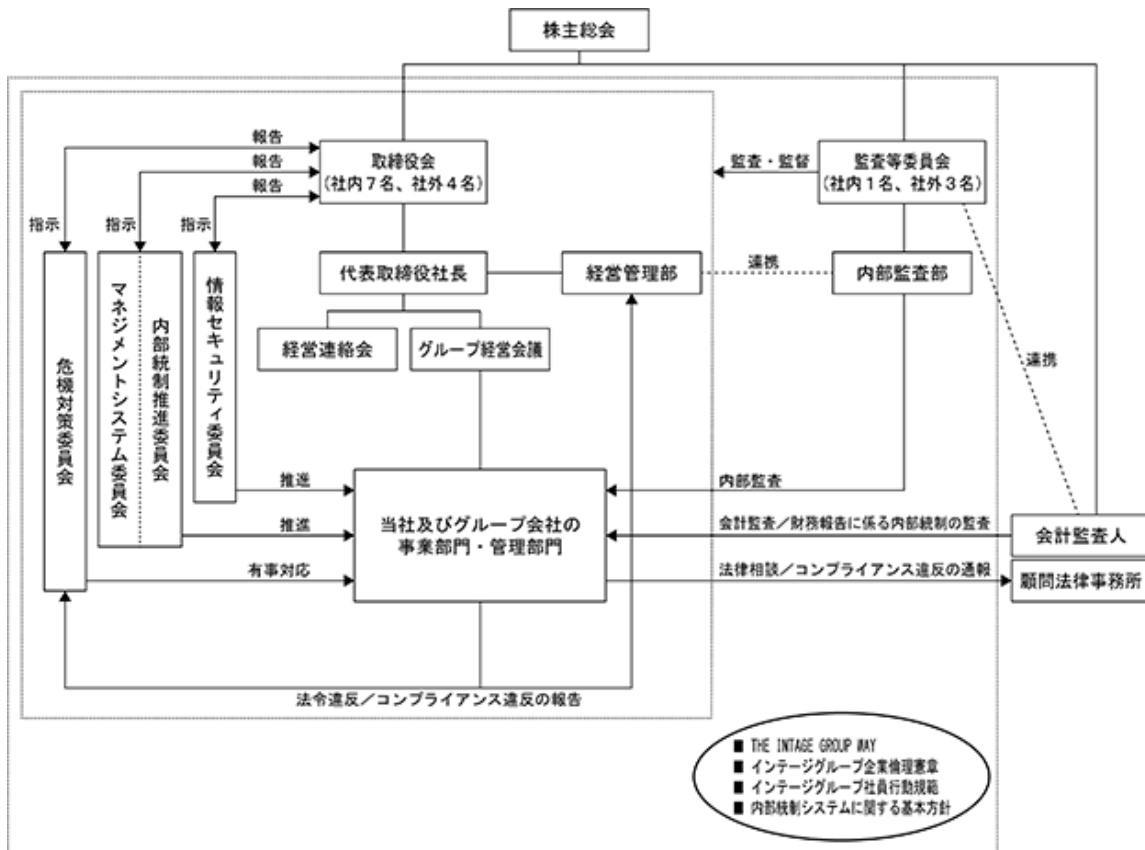 株主総会
報告
報告
報告
取締役会
(社内7名、社外4名)
監査・監督
監査等委員会
(社内1名、社外3名)
指示
指示
指示
代表取締役社長
経営管理部
連携
内部監査部
経営連絡会
グループ経営会議
連携
危機対策委員会
マネジメントシステム委員会
内部統制推進委員会
情報セキュリティ委員会
推進
内部監査
当社及びグループ会社の
事業部門・管理部門
推進
会計監査/財務報告に係る内部統制の監査
会計監査人
有事対応
法律相談/コンプライアンス違反の通報
顧問法律事務所
法令違反/コンプライアンス違反の報告
■ THE INTAGE GROUP WAY
■ インテージグループ企業倫理憲章
■ インテージグループ社員行動規範
■ 内部統制システムに関する基本方針